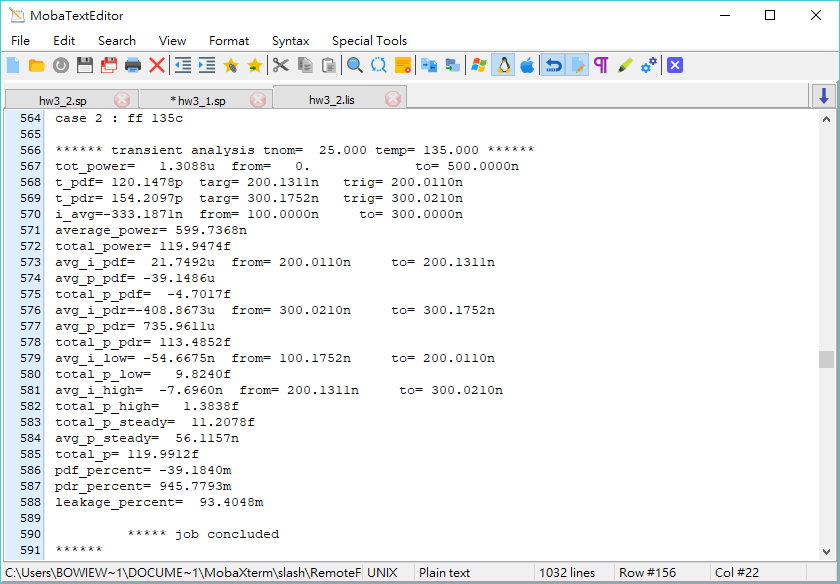 MobaTextEditor
File Edit Search View Format Syntax Special Tools
hw3_2.sp *hw3_1.sp hw3_2.lis
564 case 2 : ff 135c
565
566 ****** transient analysis tnom= 25.000 temp= 135.000 ******
567 tot_power= 1.3088u from= 0. to= 500.0000n
568 t_pdf= 120.1478p targ= 200.1311n trig= 200.0110n
569 t_pdr= 154.2097p targ= 300.1752n trig= 300.0210n
570 i_avg=-333.1871n from= 100.0000n to= 300.0000n
571 average_power= 599.7368n
572 total_power= 119.9474f
573 avg_i_pdf= 21.7492u from= 200.0110n to= 200.1311n
574 avg_p_pdf= -39.1486u
575 total_p_pdf= -4.7017f
576 avg_i_pdr=-408.8673u from= 300.0210n to= 300.1752n
577 avg_p_pdr= 735.9611u
578 total_p_pdr= 113.4852f
579 avg_i_low= -54.6675n from= 100.1752n to= 200.0110n
580 total_p_low= 9.8240f
581 avg_i_high= -7.6960n from= 200.1311n to= 300.0210n
582 total_p_high= 1.3838f
583 total_p_steady= 11.2078f
584 avg_p_steady= 56.1157n
585 total_p= 119.9912f
586 pdf_percent= -39.1840m
587 pdr_percent= 945.7793m
588 leakage_percent= 93.4048m
589
590 ***** job concluded
591 ******
C:\Users\BOWIEW~1\DOCUME~1\MobaXterm\slash\RemoteF UNIX Plain text 1032 lines Row #156 Col #22